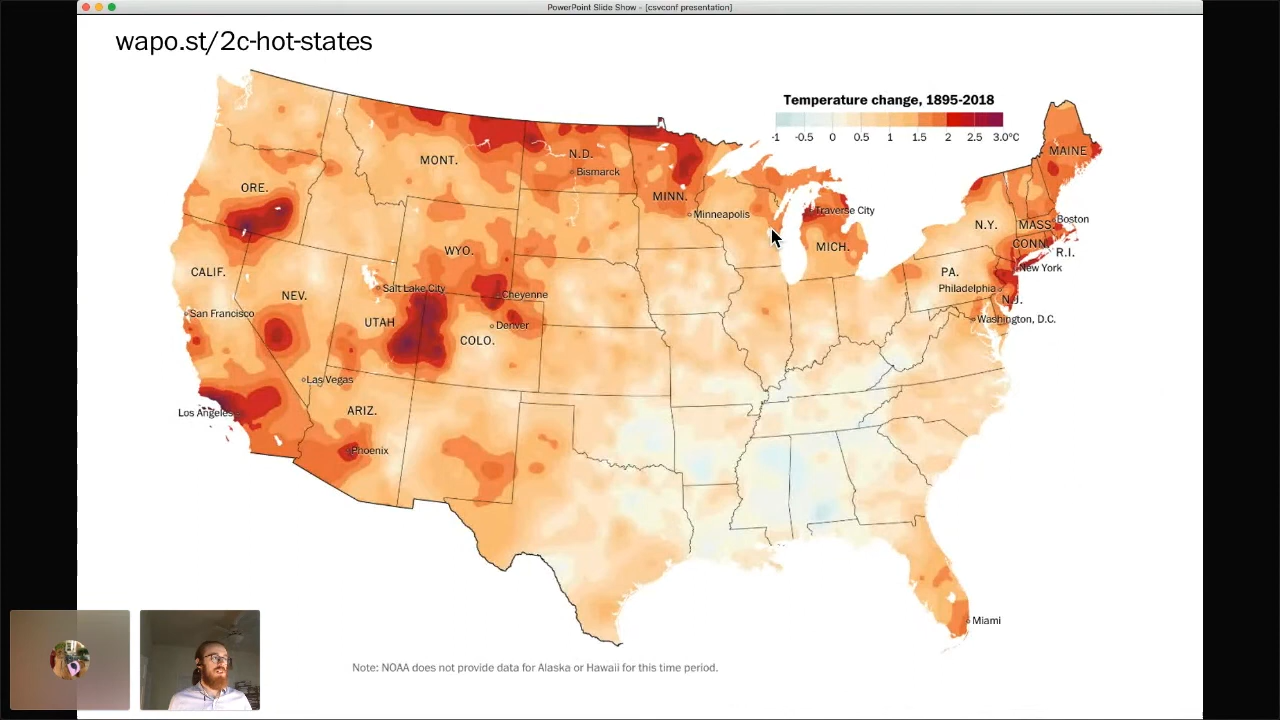 PowerPoint Slide Show - [csvconf presentation]
wapo.st/2c-hot-states
Temperature change, 1895-2018
-1 -0.5 0 0.5 1 1.5 2 2.5 3.0°C
MAINE
MONT.
N.D.
Bismarck
ORE.
MINN.
Minneapolis
Traverse City
Boston
N.Y.
MASS.
WYO.
MICH.
CONN.
R.I.
CALIF.
PA.
New York
Salt Lake City
Philadelphia
NEV.
Cheyenne
N.J.
San Francisco
UTAH
Denver
Washington, D.C.
COLO.
Las Vegas
ARIZ.
Los Angeles
Phoenix
Miami
Note: NOAA does not provide data for Alaska or Hawaii for this time period.